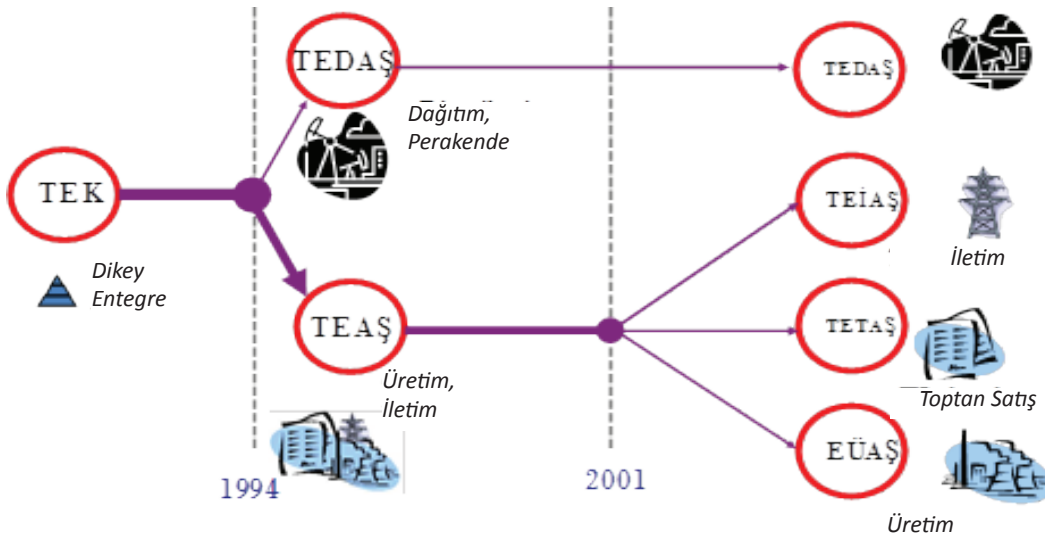 TEK
Dikey
Entegre
TEDAŞ
Dağıtım,
Perakende
TEAŞ
Üretim,
İletim
1994
2001
TEDAŞ
TEİAŞ
İletim
TETAŞ
Toptan Satış
EÜAŞ
Üretim